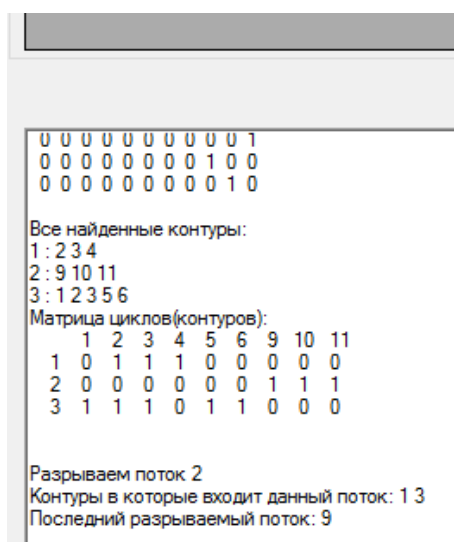 0 0 0 0 0 0 0 0 0 0 1
0 0 0 0 0 0 0 0 1 0 0
0 0 0 0 0 0 0 0 0 1 0
Все найденные контуры:
1 : 2 3 4
2 : 9 10 11
3 : 1 2 3 5 6
Матрица циклов(контуров):
1 2 3 4 5 6 9 10 11
1 0 1 1 1 0 0 0 0 0
2 0 0 0 0 0 0 1 1 1
3 1 1 1 0 1 1 0 0 0
Разрываем поток 2
Контуры в которые входит данный поток: 1 3
Последний разрываемый поток: 9